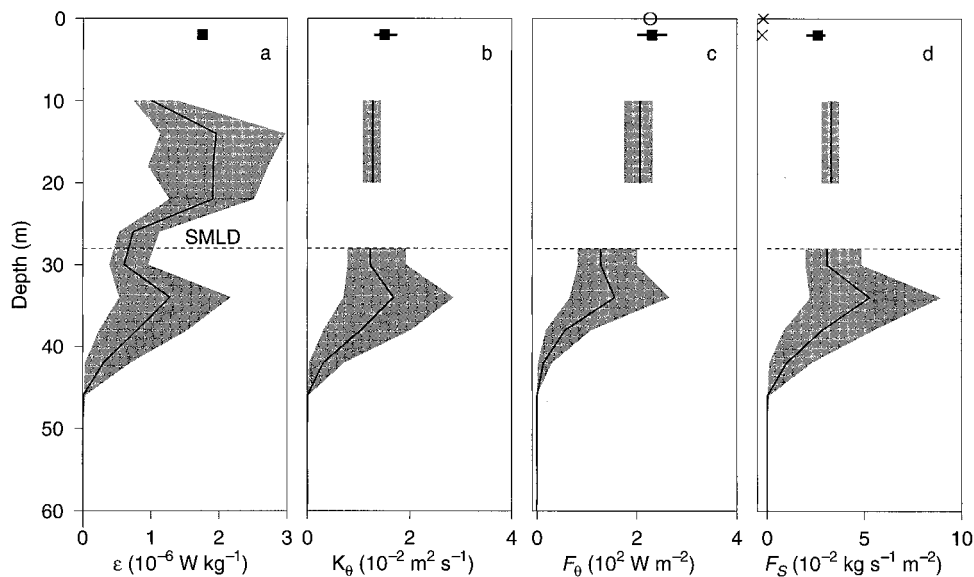 0
10
20
30
40
50
60
Depth (m)
a
b
c
d
SMLD
0 1 2 3
0 2 4
0 2 4
0 5 10
ε (10⁻⁶ W kg⁻¹)
K_θ (10⁻² m² s⁻¹)
F_θ (10² W m⁻²)
F_S (10⁻² kg s⁻¹ m⁻²)